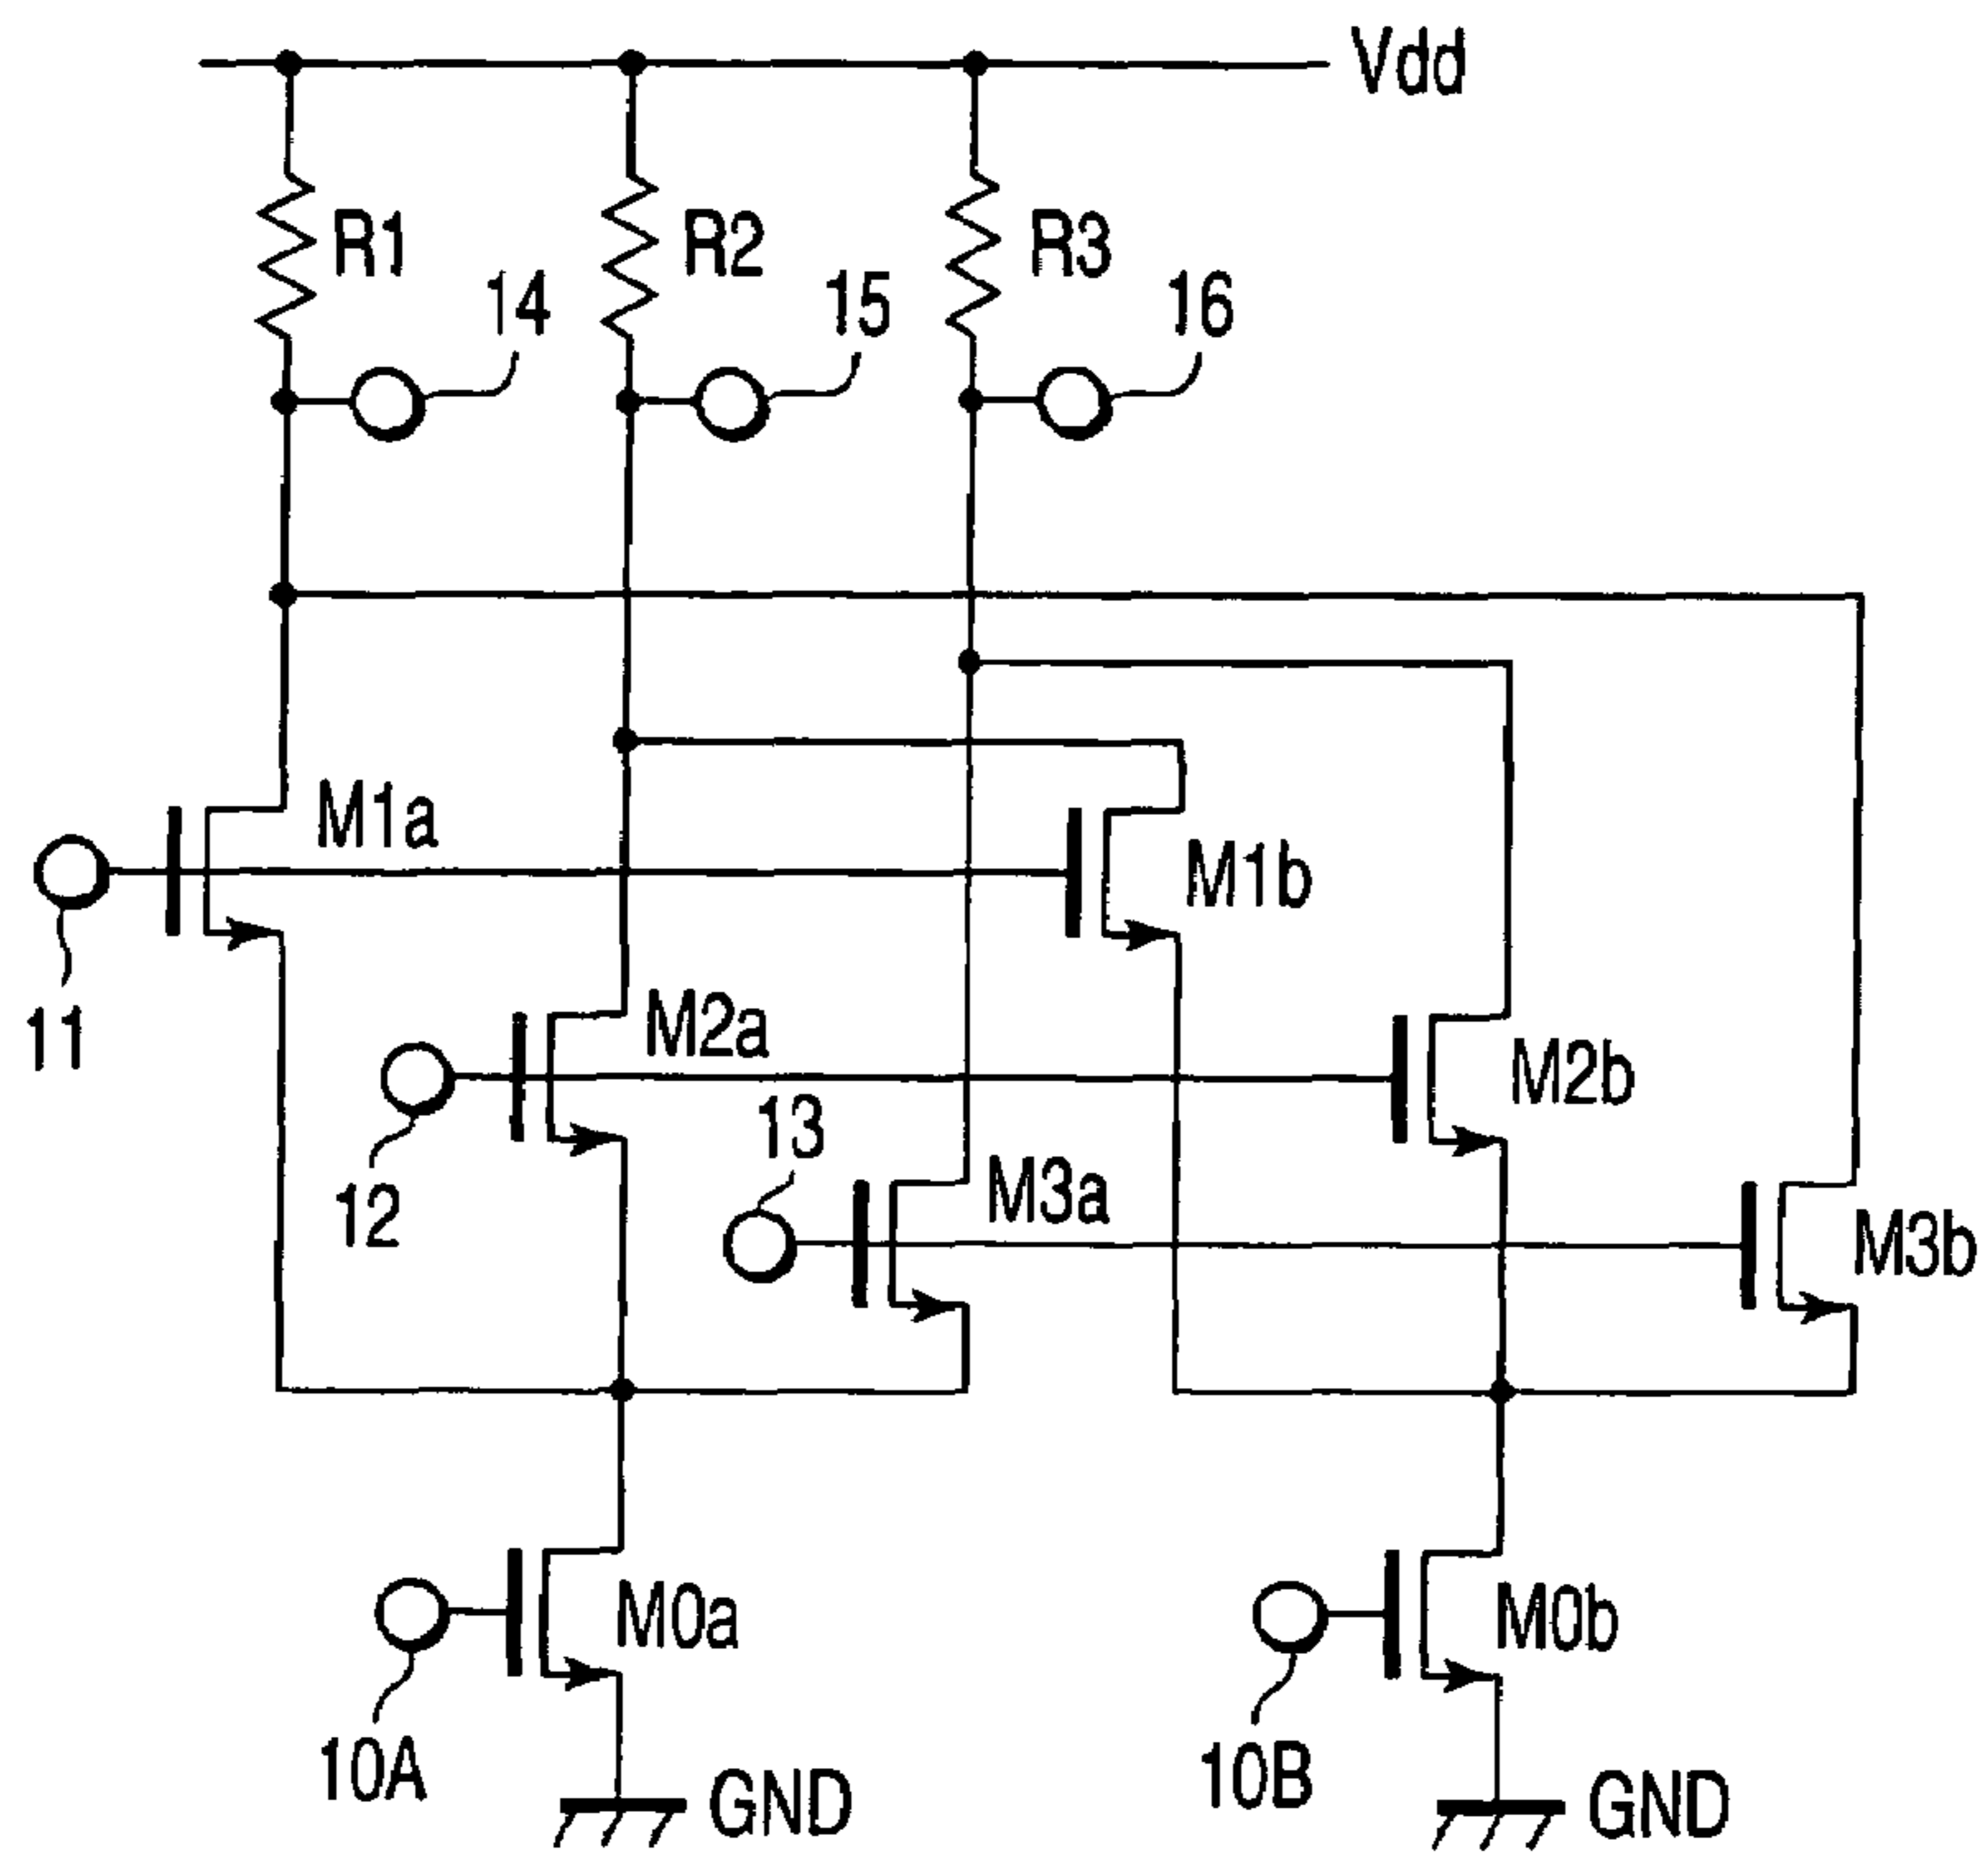 Vdd
R1
R2
R3
14
15
16
M1a
M1b
11
M2a
M2b
12
13
M3a
M3b
M0a
M0b
10A
GND
10B
GND